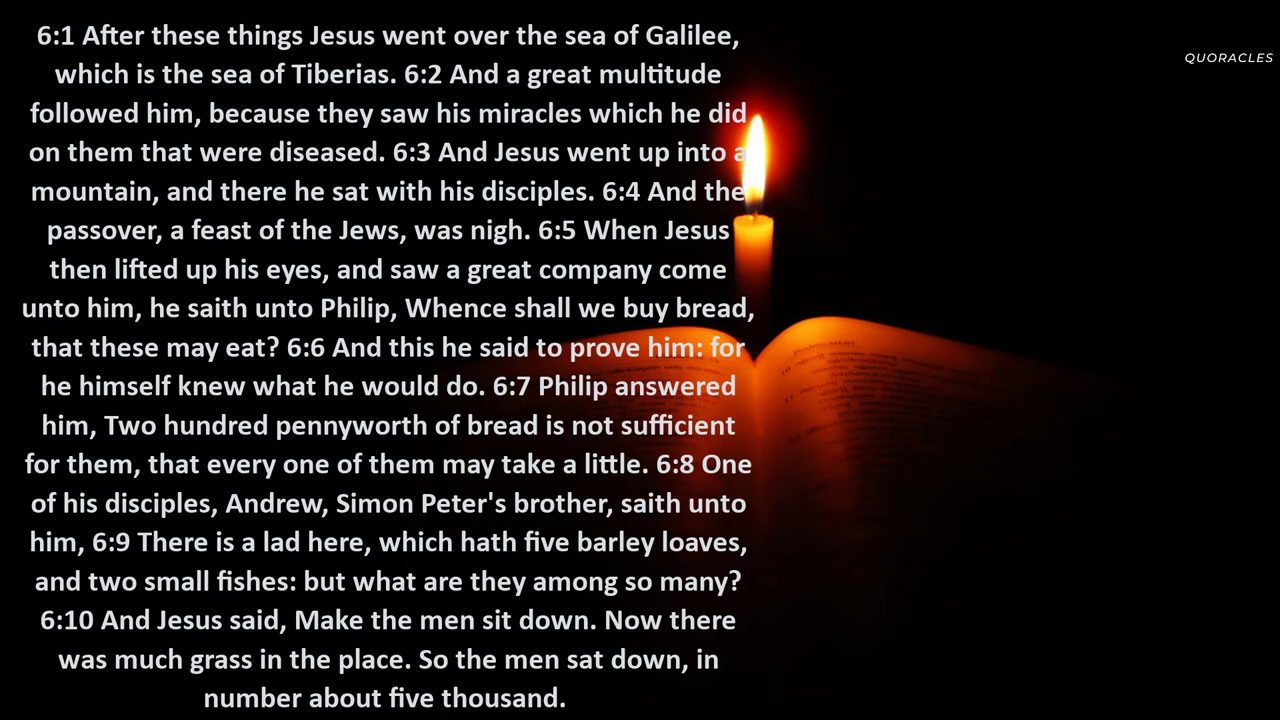 6:1 After these things Jesus went over the sea of Galilee,
which is the sea of Tiberias. 6:2 And a great multitude
followed him, because they saw his miracles which he did
on them that were diseased. 6:3 And Jesus went up into a
mountain, and there he sat with his disciples. 6:4 And the
passover, a feast of the Jews, was nigh. 6:5 When Jesus
then lifted up his eyes, and saw a great company come
unto him, he saith unto Philip, Whence shall we buy bread,
that these may eat? 6:6 And this he said to prove him: for
he himself knew what he would do. 6:7 Philip answered
him, Two hundred pennyworth of bread is not sufficient
for them, that every one of them may take a little. 6:8 One
of his disciples, Andrew, Simon Peter's brother, saith unto
him, 6:9 There is a lad here, which hath five barley loaves,
and two small fishes: but what are they among so many?
6:10 And Jesus said, Make the men sit down. Now there
was much grass in the place. So the men sat down, in
number about five thousand.
QUORACLES